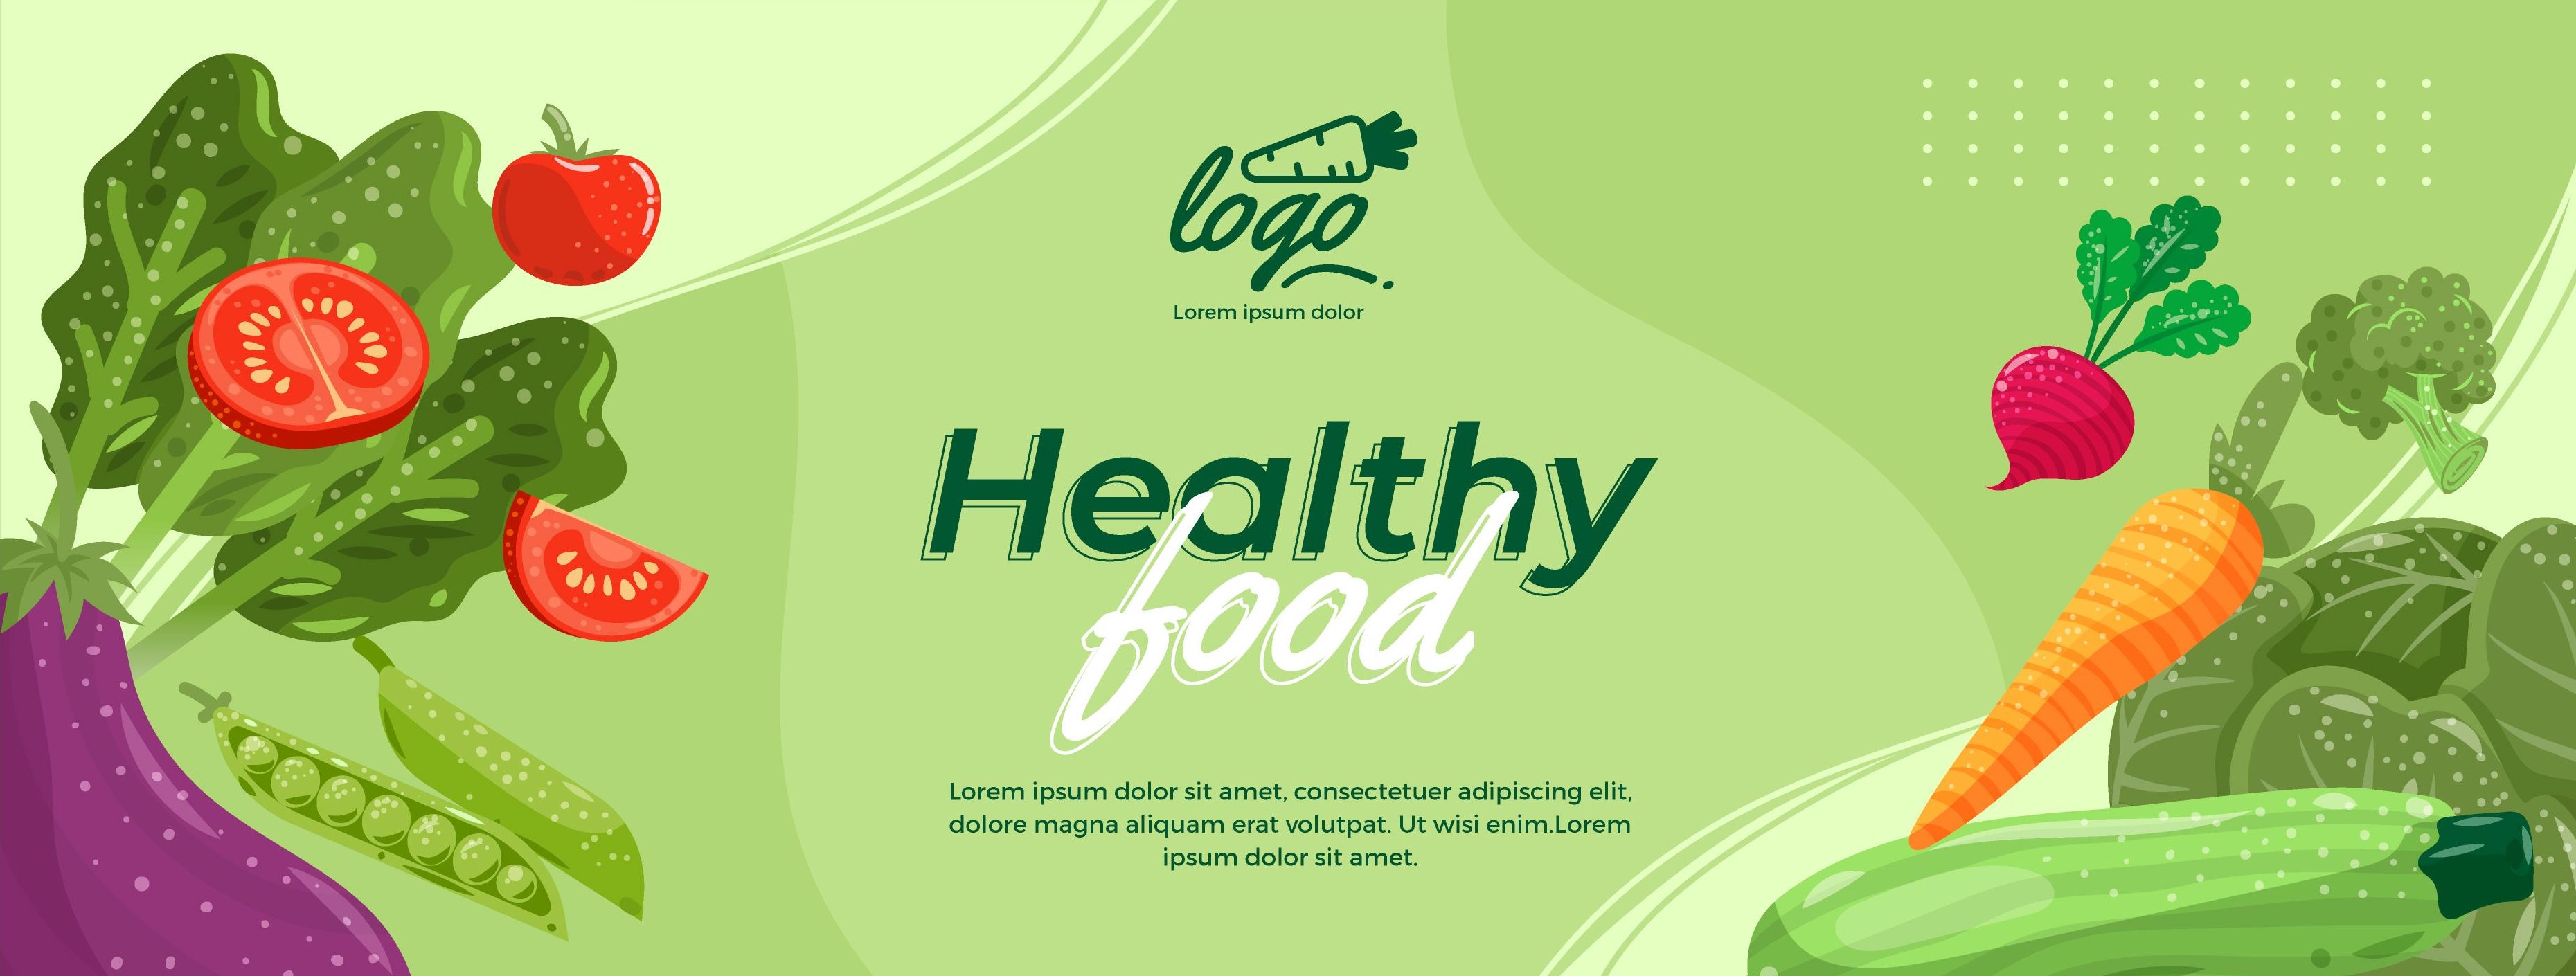 logo
Lorem ipsum dolor
Healthy
food
Lorem ipsum dolor sit amet, consectetuer adipiscing elit,
dolore magna aliquam erat volutpat. Ut wisi enim.Lorem
ipsum dolor sit amet.